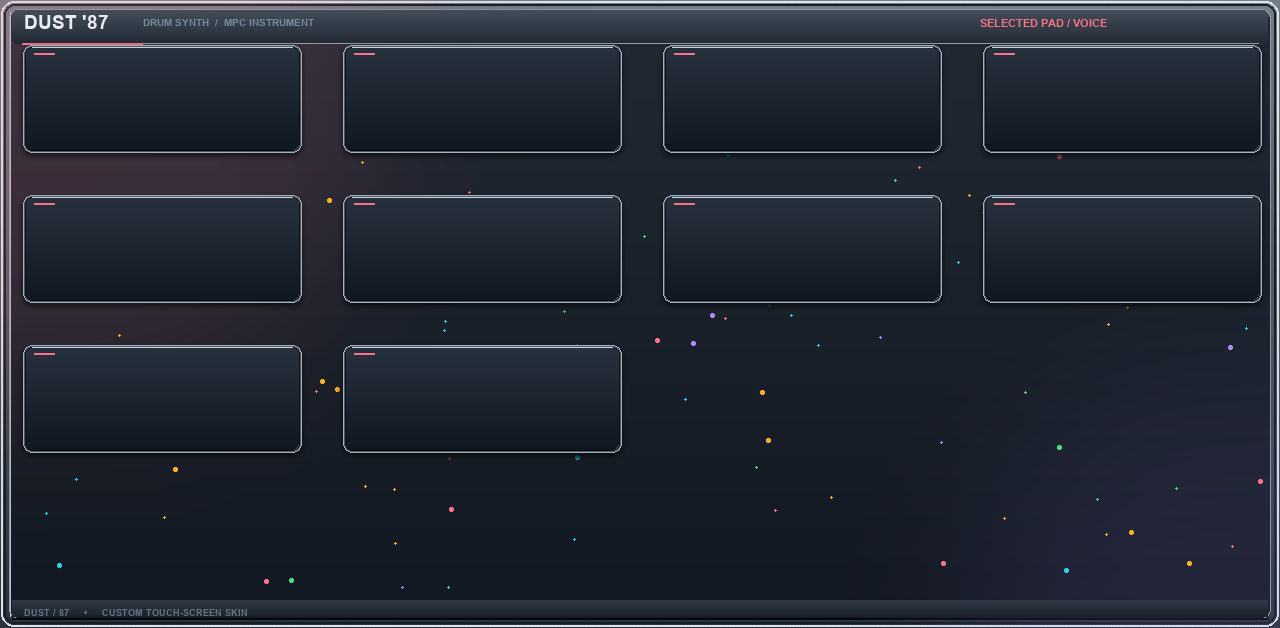 DUST '87
DRUM SYNTH / MPC INSTRUMENT
SELECTED PAD / VOICE
DUST / 87 • CUSTOM TOUCH-SCREEN SKIN